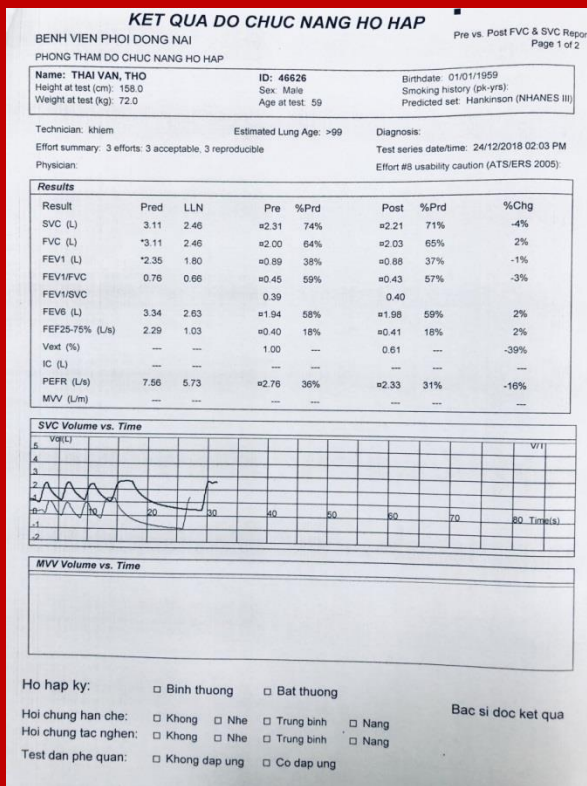 KET QUA DO CHUC NANG HO HAP
BENH VIEN PHOI DONG NAI
Pre vs. Post FVC & SVC Repor
Page 1 of 2
PHONG THAM DO CHUC NANG HO HAP
Name: THAI VAN, THO ID: 46626 Birthdate: 01/01/1959
Height at test (cm): 158.0 Sex: Male Smoking history (pk-yrs):
Weight at test (kg): 72.0 Age at test: 59 Predicted set: Hankinson (NHANES III)
Technician: khiem Estimated Lung Age: >99 Diagnosis:
Effort summary: 3 efforts: 3 acceptable, 3 reproducible Test series date/time: 24/12/2018 02:03 PM
Physician: Effort #8 usability caution (ATS/ERS 2005):
Results
Result Pred LLN Pre %Prd Post %Prd %Chg
SVC (L) 3.11 2.46 ¤2.31 74% ¤2.21 71% -4%
FVC (L) *3.11 2.46 ¤2.00 64% ¤2.03 65% 2%
FEV1 (L) *2.35 1.80 ¤0.89 38% ¤0.88 37% -1%
FEV1/FVC 0.76 0.66 ¤0.45 59% ¤0.43 57% -3%
FEV1/SVC 0.39 0.40
FEV6 (L) 3.34 2.63 ¤1.94 58% ¤1.98 59% 2%
FEF25-75% (L/s) 2.29 1.03 ¤0.40 18% ¤0.41 18% 2%
Vext (%) --- --- 1.00 --- 0.61 --- -39%
IC (L) --- --- --- --- --- --- ---
PEFR (L/s) 7.56 5.73 ¤2.76 36% ¤2.33 31% -16%
MVV (L/m) --- --- --- --- --- --- ---
SVC Volume vs. Time
Vol(L) V/T
5
4
3
2
1
0 10 20 30 40 50 60 70 80 Time(s)
-1
-2
MVV Volume vs. Time
Ho hap ky: □ Binh thuong □ Bat thuong
Bac si doc ket qua
Hoi chung han che: □ Khong □ Nhe □ Trung binh □ Nang
Hoi chung tac nghen: □ Khong □ Nhe □ Trung binh □ Nang
Test dan phe quan: □ Khong dap ung □ Co dap ung